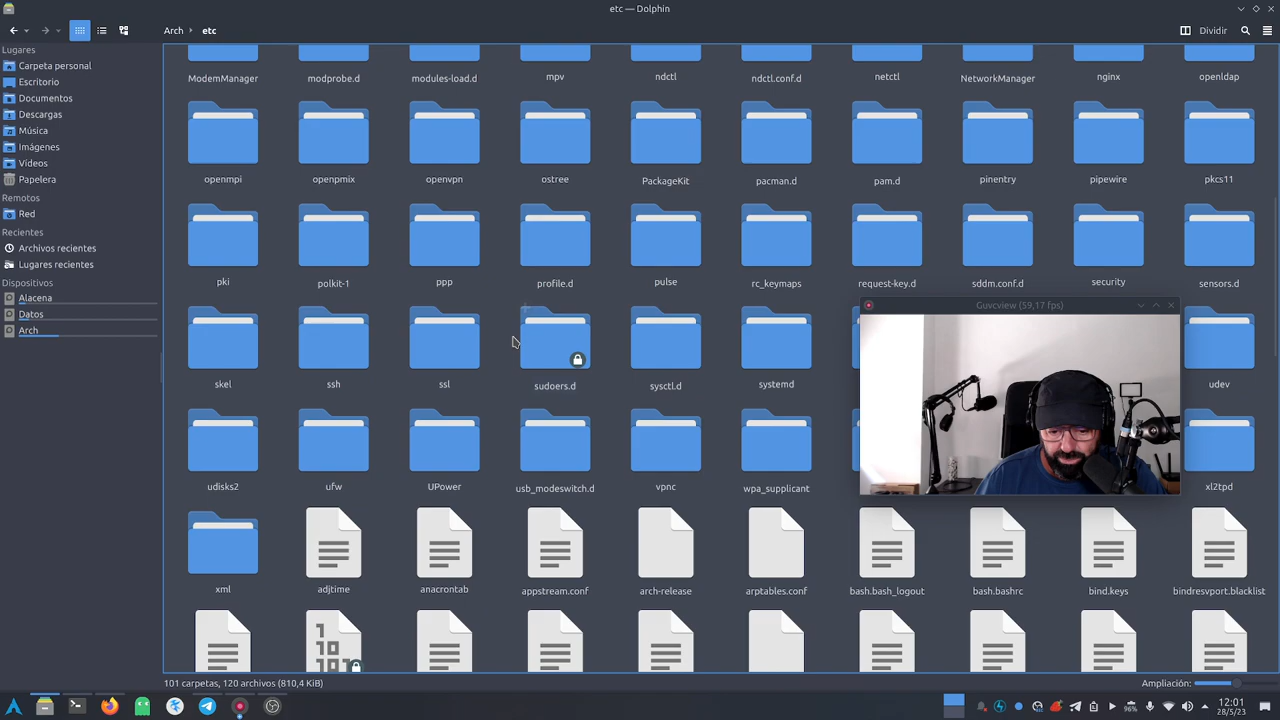 etc — Dolphin
Arch
etc
Dividir
Lugares
Carpeta personal
Escritorio
Documentos
Descargas
Música
Imágenes
Vídeos
Papelera
Remotos
Red
Recientes
Archivos recientes
Lugares recientes
Dispositivos
Alacena
Datos
Arch
ModemManager modprobe.d modules-load.d mpv ndctl ndctl.conf.d netctl NetworkManager nginx openldap
openmpi openpmix openvpn ostree PackageKit pacman.d pam.d pinentry pipewire pkcs11
pki polkit-1 ppp profile.d pulse rc_keymaps request-key.d sddm.conf.d security sensors.d
Guvcview (59,17 fps)
skel ssh ssl sudoers.d sysctl.d systemd udev
udisks2 ufw UPower usb_modeswitch.d vpnc wpa_supplicant xl2tpd
xml adjtime anacrontab appstream.conf arch-release arptables.conf bash.bash_logout bash.bashrc bind.keys bindresvport.blacklist
101 carpetas, 120 archivos (810,4 KiB)
Ampliación:
96%
12:01
28/5/23